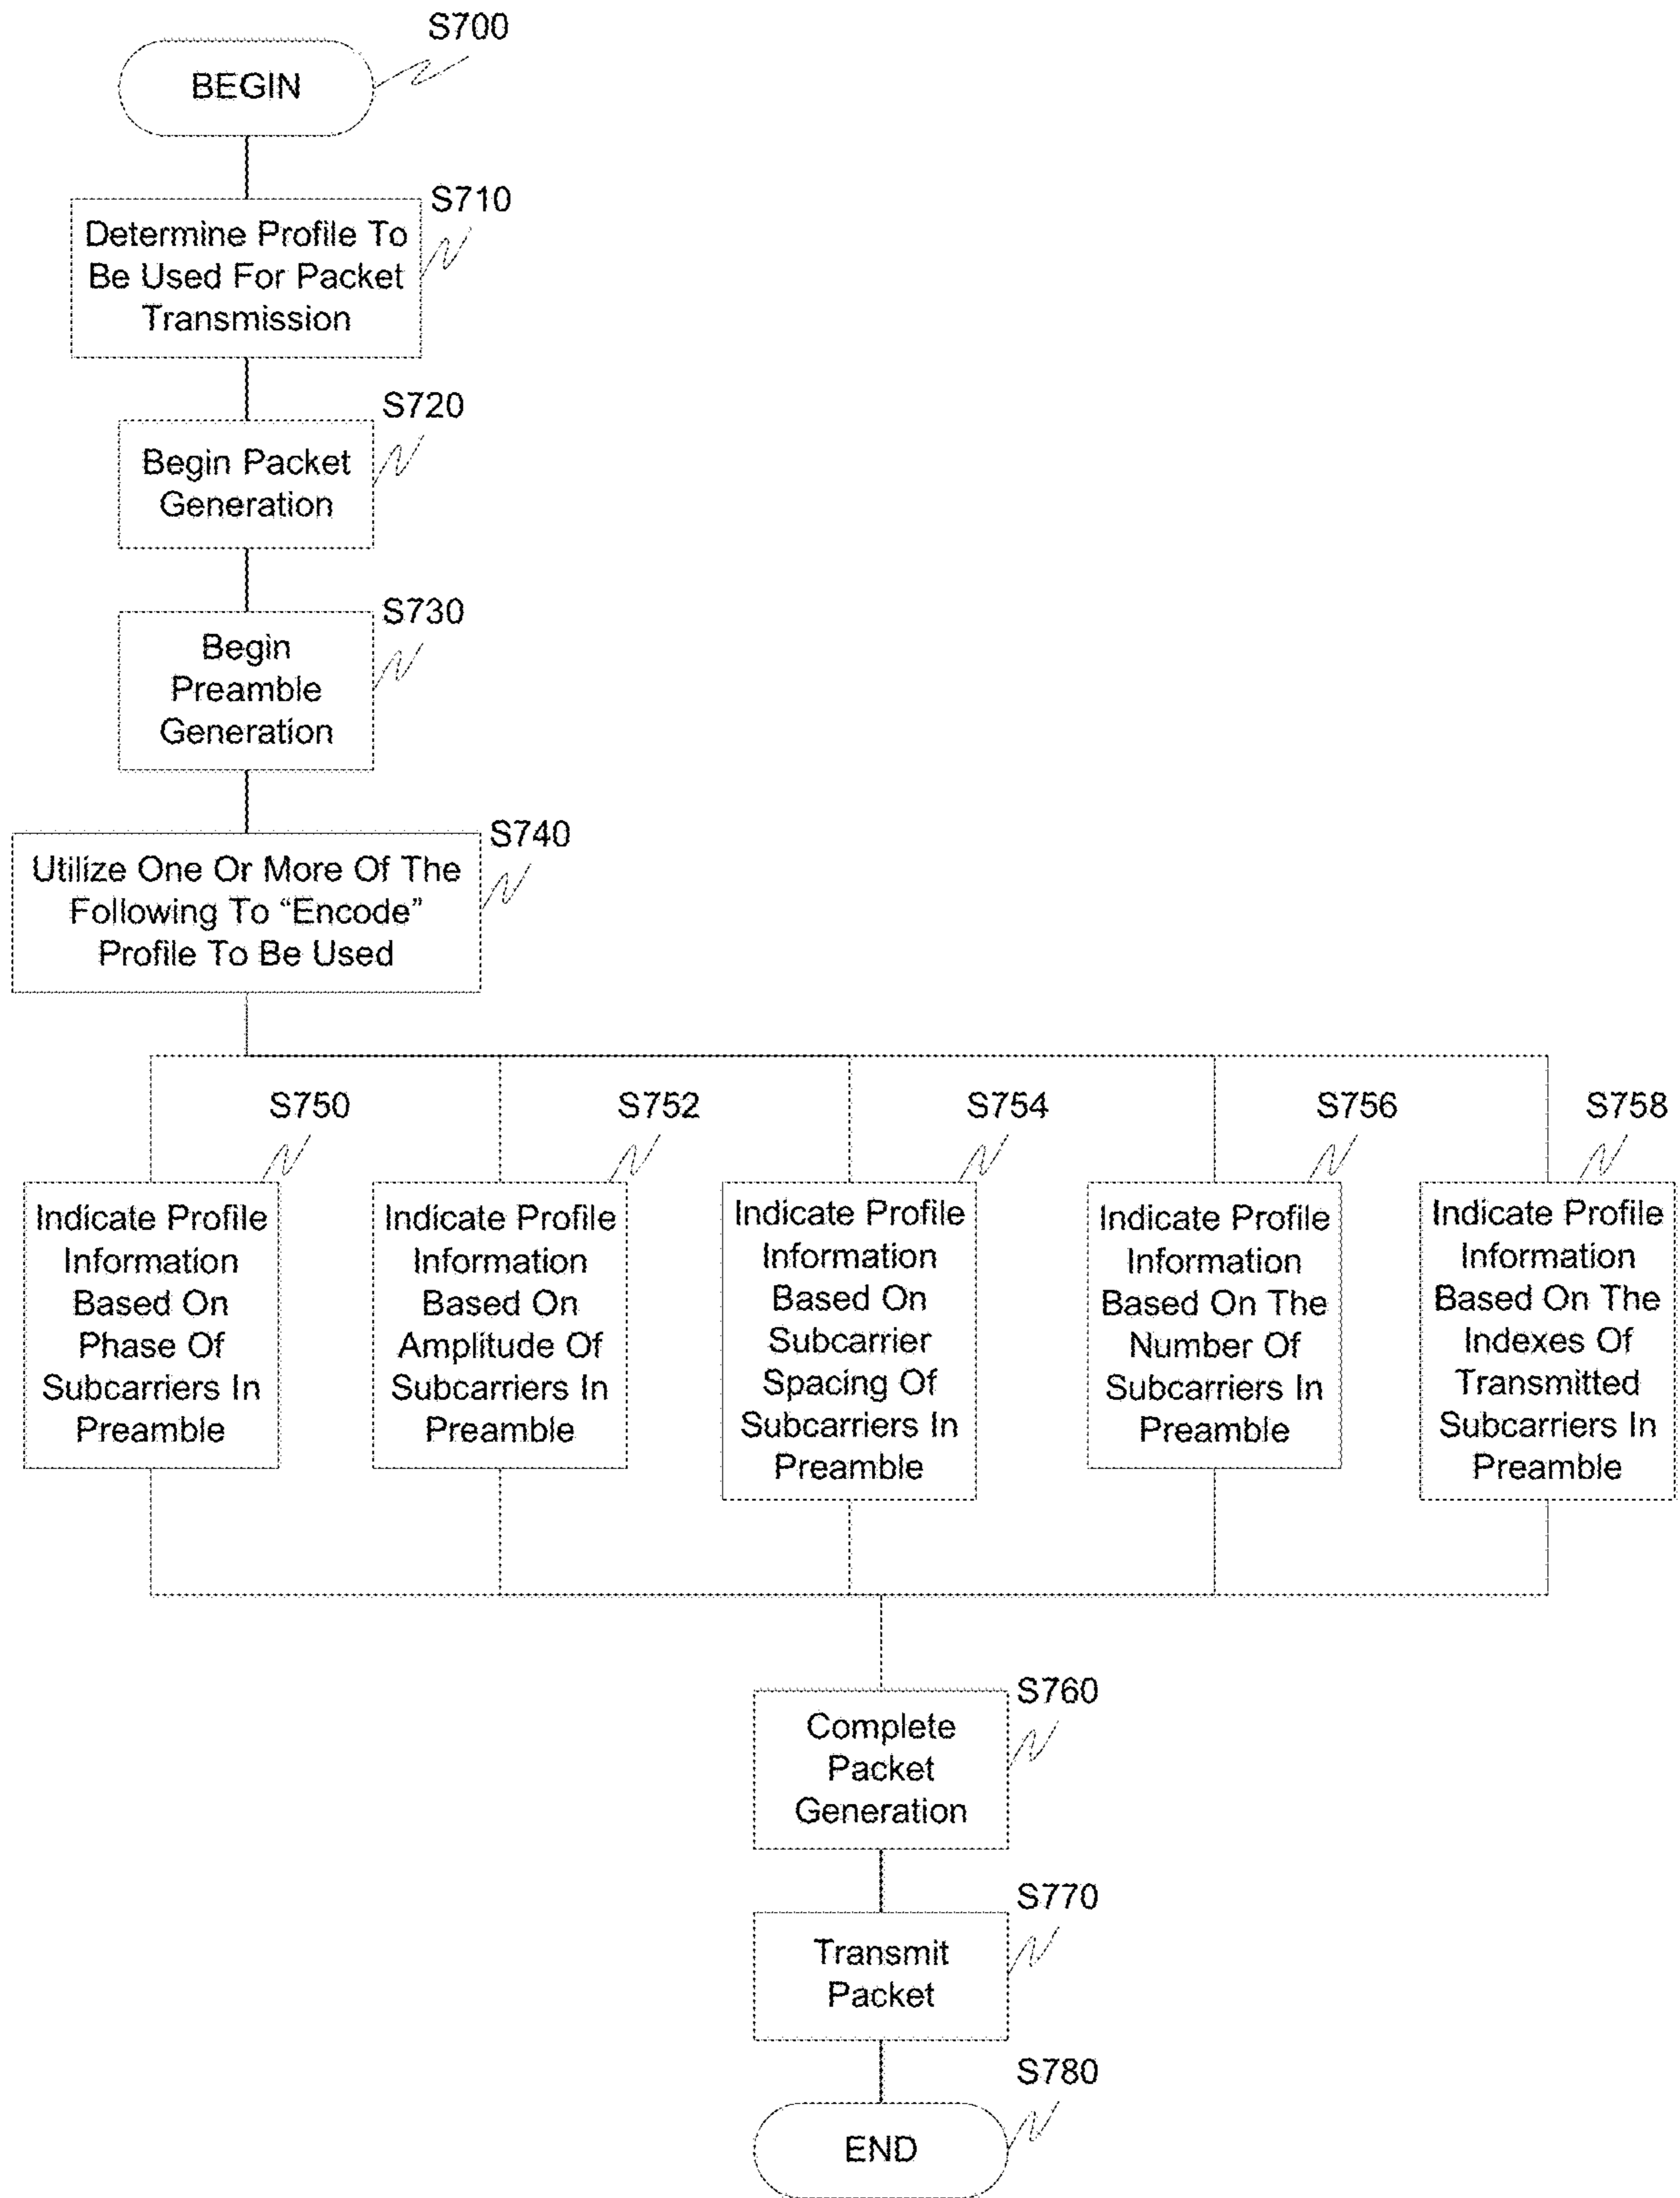 S700
BEGIN
S710
Determine Profile To
Be Used For Packet
Transmission
S720
Begin Packet
Generation
S730
Begin
Preamble
Generation
S740
Utilize One Or More Of The
Following To “Encode”
Profile To Be Used
S750
Indicate Profile
Information
Based On
Phase Of
Subcarriers In
Preamble
S752
Indicate Profile
Information
Based On
Amplitude Of
Subcarriers In
Preamble
S754
Indicate Profile
Information
Based On
Subcarrier
Spacing Of
Subcarriers In
Preamble
S756
Indicate Profile
Information
Based On The
Number Of
Subcarriers In
Preamble
S758
Indicate Profile
Information
Based On The
Indexes Of
Transmitted
Subcarriers In
Preamble
S760
Complete
Packet
Generation
S770
Transmit
Packet
S780
END